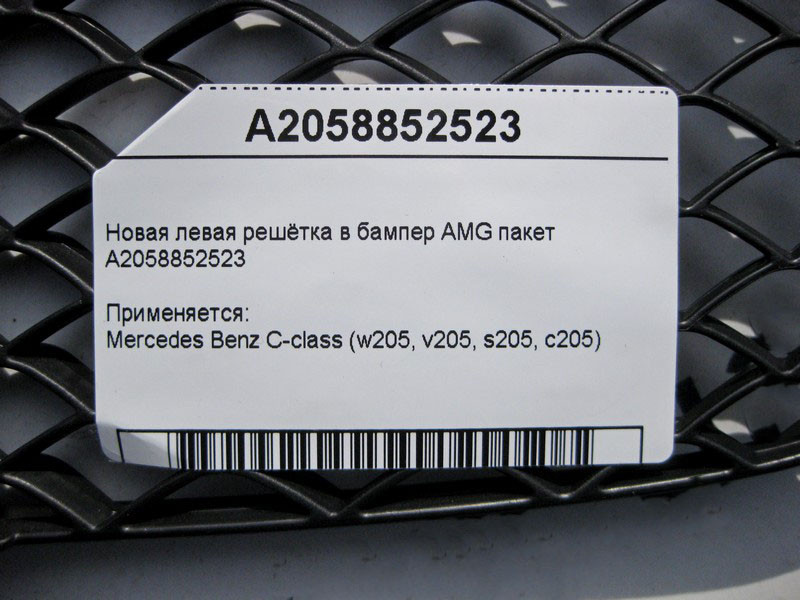 A2058852523
Новая левая решётка в бампер AMG пакет
A2058852523
Применяется:
Mercedes Benz C-class (w205, v205, s205, c205)